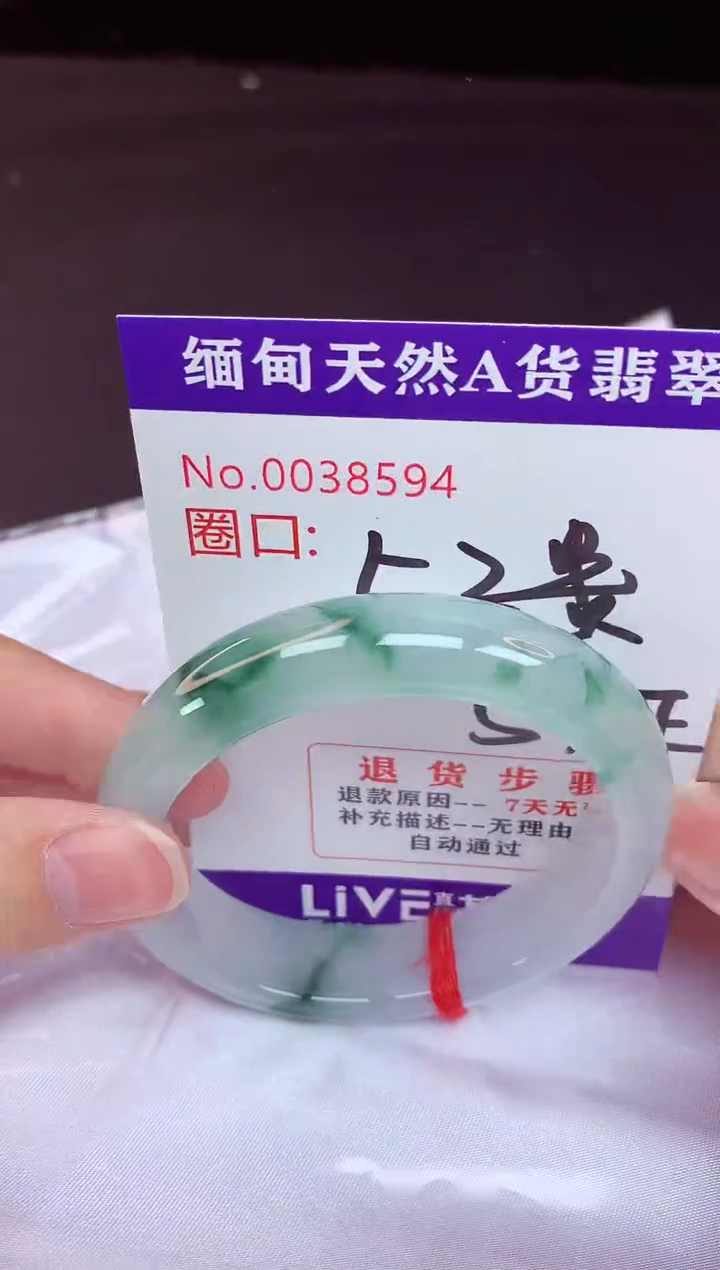 缅甸天然A货翡翠
No.0038594
圈口:
贵
退货步骤
退款原因--7天无
补充描述--无理由
自动通过
LiVE